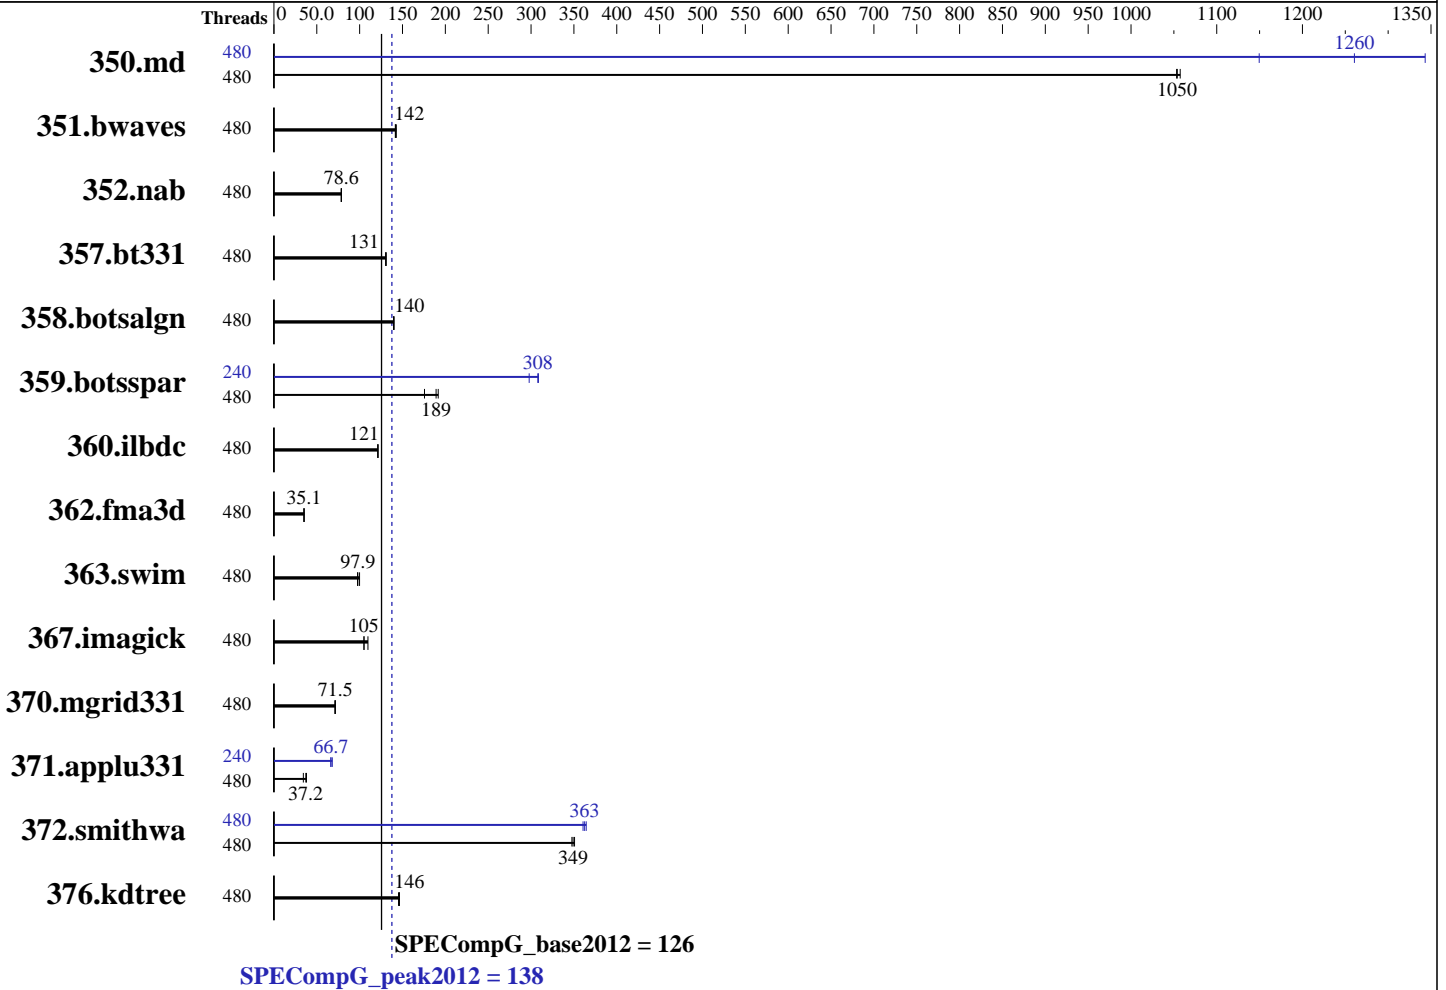 Threads 0 50.0 100 150 200 250 300 350 400 450 500 550 600 650 700 750 800 850 900 950 1000 1100 1200 1350
350.md 480 1260
480 1050
351.bwaves 480 142
352.nab 480 78.6
357.bt331 480 131
358.botsalgn 480 140
359.botsspar 240 308
480 189
360.ilbdc 480 121
362.fma3d 480 35.1
363.swim 480 97.9
367.imagick 480 105
370.mgrid331 480 71.5
371.applu331 240 66.7
480 37.2
372.smithwa 480 363
480 349
376.kdtree 480 146
SPECompG_base2012 = 126
SPECompG_peak2012 = 138